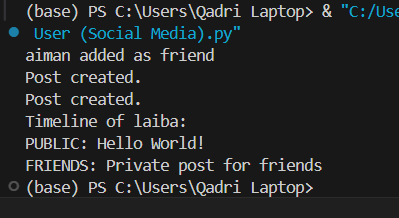 (base) PS C:\Users\Qadri Laptop> & "C:/Use
User (Social Media).py"
aiman added as friend
Post created.
Post created.
Timeline of laiba:
PUBLIC: Hello World!
FRIENDS: Private post for friends
(base) PS C:\Users\Qadri Laptop>